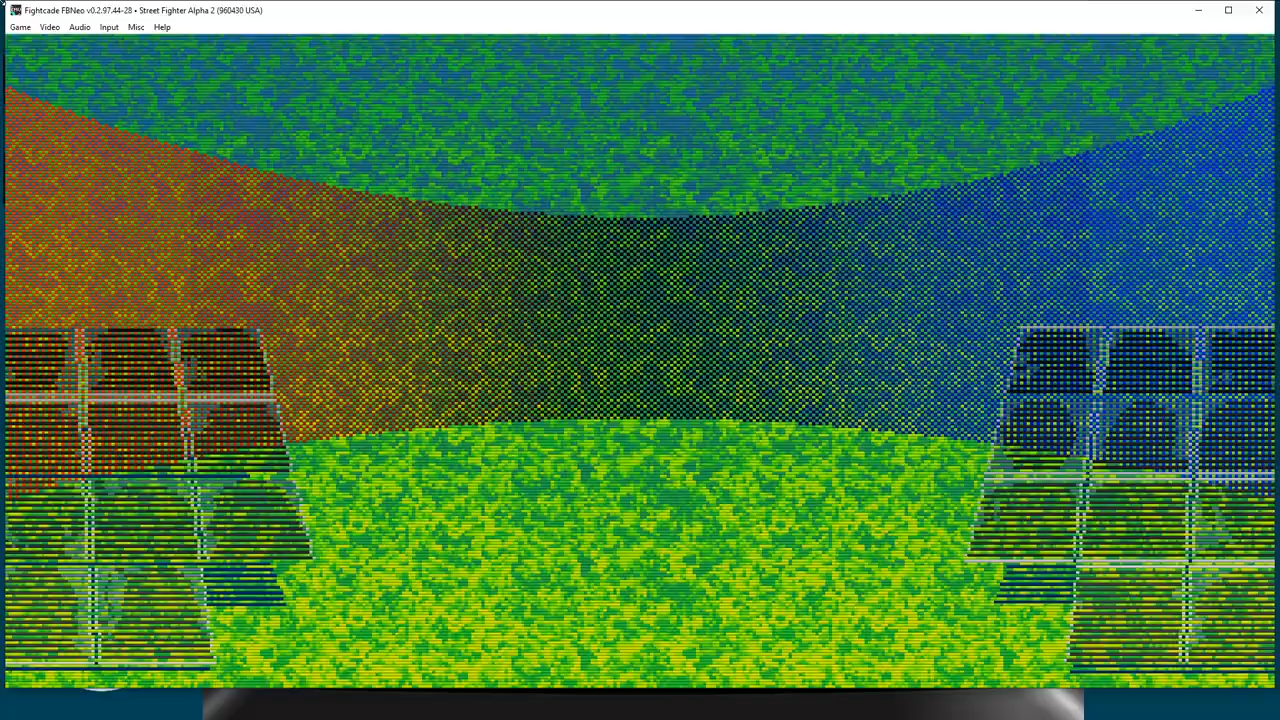 Fightcade FBNeo v0.2.97.44-28 • Street Fighter Alpha 2 (960430 USA)
Game Video Audio Input Misc Help